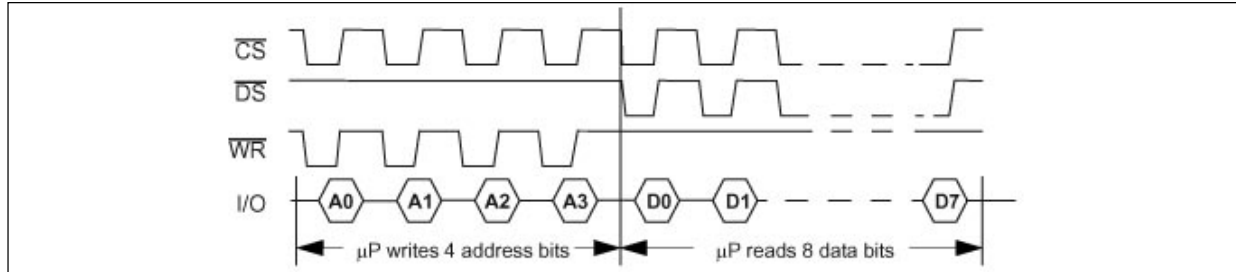 CS
DS
WR
I/O A0 A1 A2 A3 D0 D1 D7
μP writes 4 address bits μP reads 8 data bits